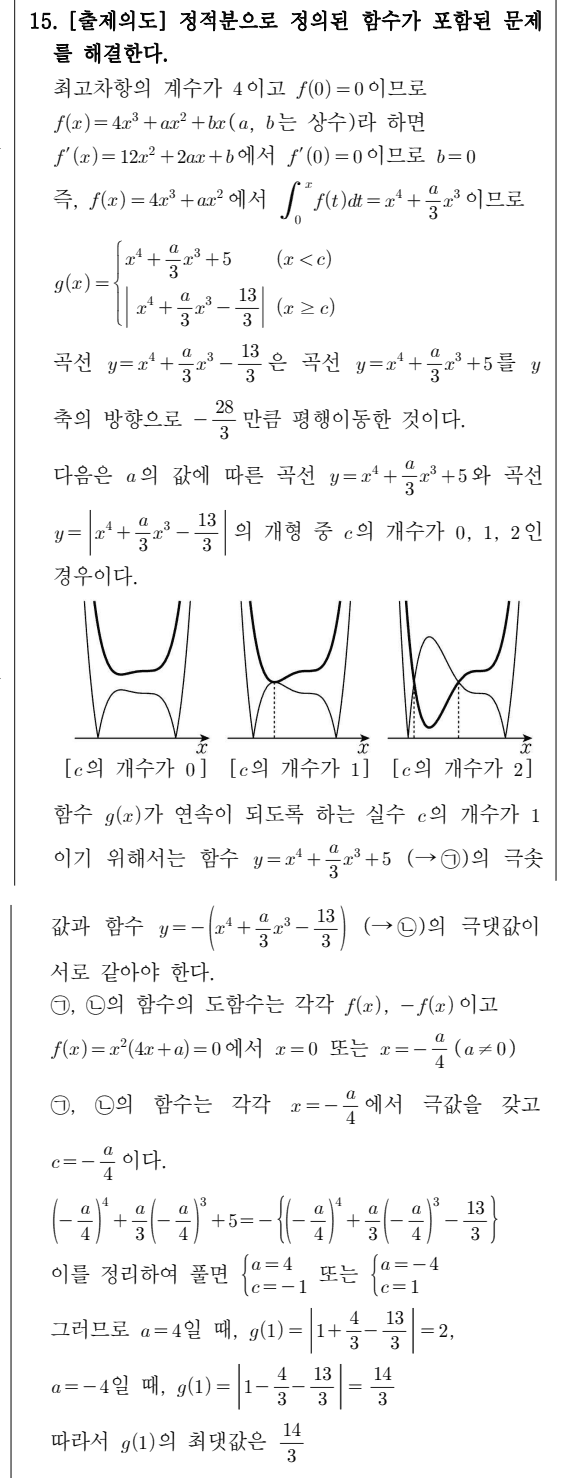 15. [출제의도] 정적분으로 정의된 함수가 포함된 문제
를 해결한다.
최고차항의 계수가 4이고 f(0)=0이므로
f(x)=4x³+ax²+bx(a, b는 상수)라 하면
f′(x)=12x²+2ax+b에서 f′(0)=0이므로 b=0
즉, f(x)=4x³+ax²에서 ∫₀ˣ f(t)dt=x⁴+a/3 x³이므로
g(x)={ x⁴+a/3 x³+5 (x<c)
|x⁴+a/3 x³−13/3| (x≥c)
곡선 y=x⁴+a/3 x³−13/3은 곡선 y=x⁴+a/3 x³+5를 y
축의 방향으로 −28/3만큼 평행이동한 것이다.
다음은 a의 값에 따른 곡선 y=x⁴+a/3 x³+5와 곡선
y=|x⁴+a/3 x³−13/3|의 개형 중 c의 개수가 0, 1, 2인
경우이다.
x x x
[c의 개수가 0] [c의 개수가 1] [c의 개수가 2]
함수 g(x)가 연속이 되도록 하는 실수 c의 개수가 1
이기 위해서는 함수 y=x⁴+a/3 x³+5 (→㉠)의 극솟
값과 함수 y=−(x⁴+a/3 x³−13/3) (→㉡)의 극댓값이
서로 같아야 한다.
㉠, ㉡의 함수의 도함수는 각각 f(x), −f(x)이고
f(x)=x²(4x+a)=0에서 x=0 또는 x=−a/4 (a≠0)
㉠, ㉡의 함수는 각각 x=−a/4에서 극값을 갖고
c=−a/4이다.
(−a/4)⁴+a/3(−a/4)³+5=−{(−a/4)⁴+a/3(−a/4)³−13/3}
이를 정리하여 풀면 {a=4 c=−1 또는 {a=−4 c=1
그러므로 a=4일 때, g(1)=|1+4/3−13/3|=2,
a=−4일 때, g(1)=|1−4/3−13/3|=14/3
따라서 g(1)의 최댓값은 14/3